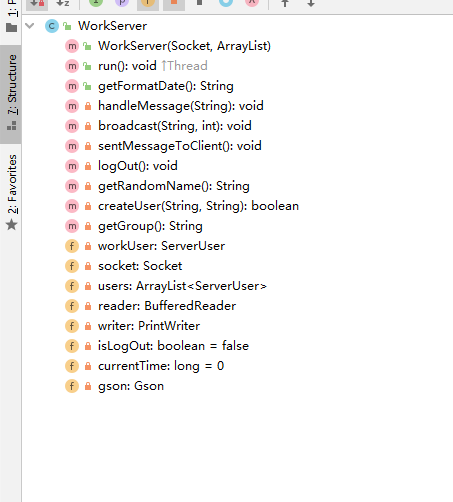 WorkServer
WorkServer(Socket, ArrayList)
run(): void ↑Thread
getFormatDate(): String
handleMessage(String): void
broadcast(String, int): void
sentMessageToClient(): void
logOut(): void
getRandomName(): String
createUser(String, String): boolean
getGroup(): String
workUser: ServerUser
socket: Socket
users: ArrayList<ServerUser>
reader: BufferedReader
writer: PrintWriter
isLogOut: boolean = false
currentTime: long = 0
gson: Gson
7: Structure
2: Favorites